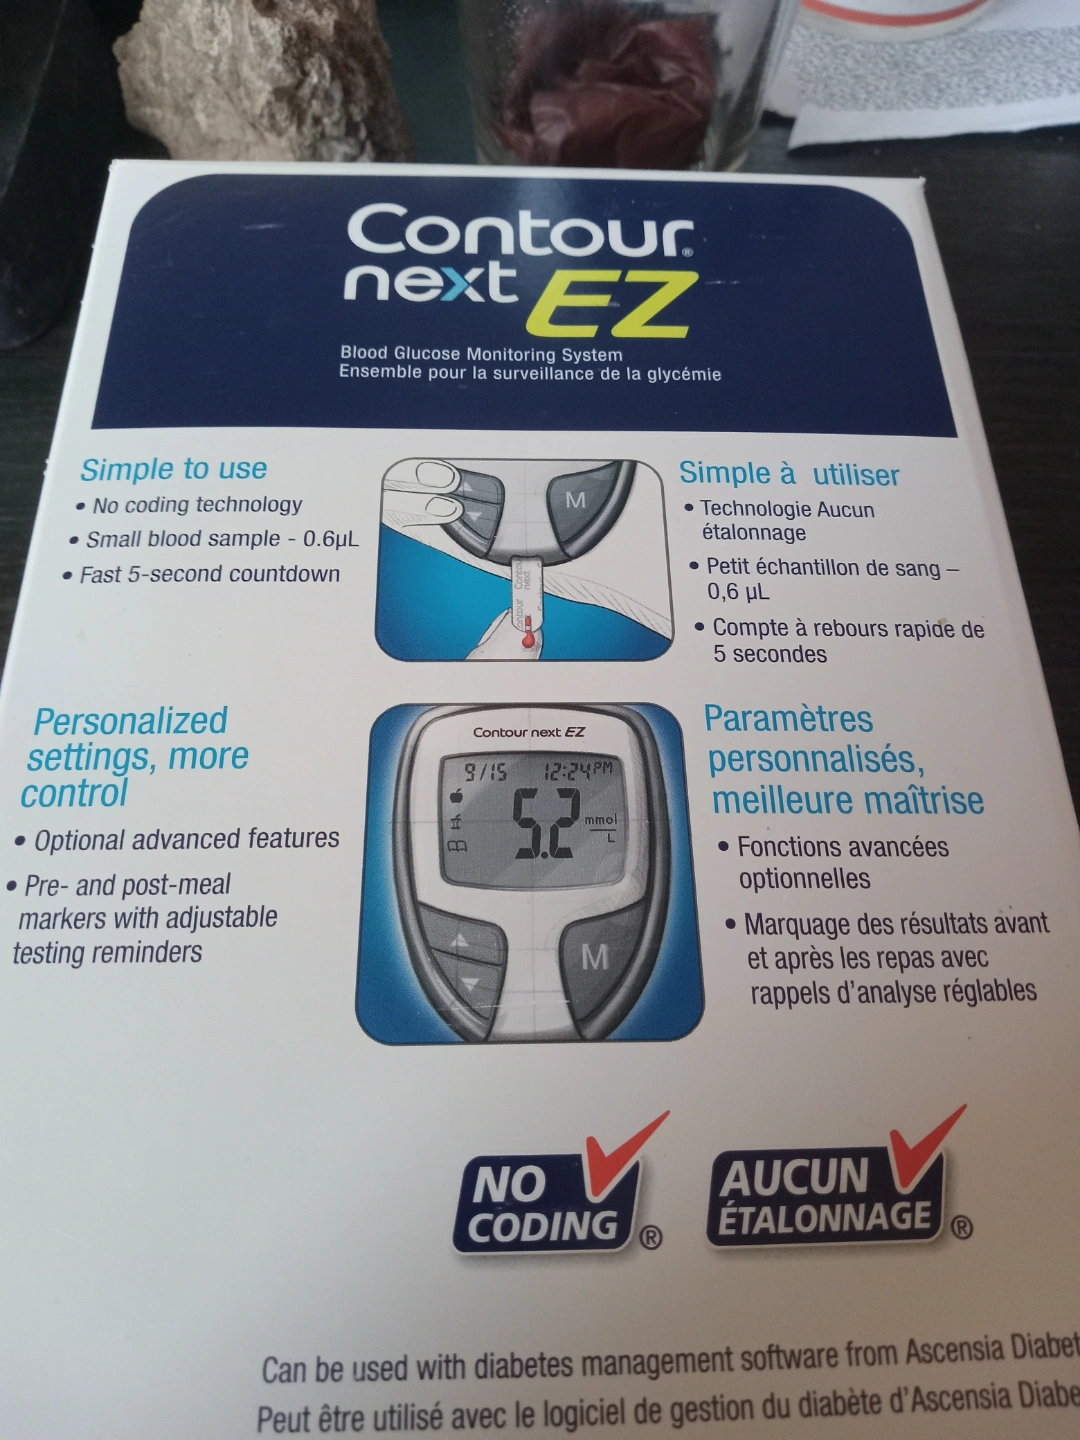 Contour®
next EZ
Blood Glucose Monitoring System
Ensemble pour la surveillance de la glycémie
Simple to use
• No coding technology
• Small blood sample - 0.6µL
• Fast 5-second countdown
M
Contour
next
Contour
Simple à utiliser
• Technologie Aucun
étalonnage
• Petit échantillon de sang –
0,6 µL
• Compte à rebours rapide de
5 secondes
Personalized
settings, more
control
• Optional advanced features
• Pre- and post-meal
markers with adjustable
testing reminders
Contour next EZ
9/15 12:24PM
5.2 mmol
L
M
Paramètres
personnalisés,
meilleure maîtrise
• Fonctions avancées
optionnelles
• Marquage des résultats avant
et après les repas avec
rappels d'analyse réglables
NO
CODING ®
AUCUN
ÉTALONNAGE ®
Can be used with diabetes management software from Ascensia Diabet
Peut être utilisé avec le logiciel de gestion du diabète d'Ascensia Diabe